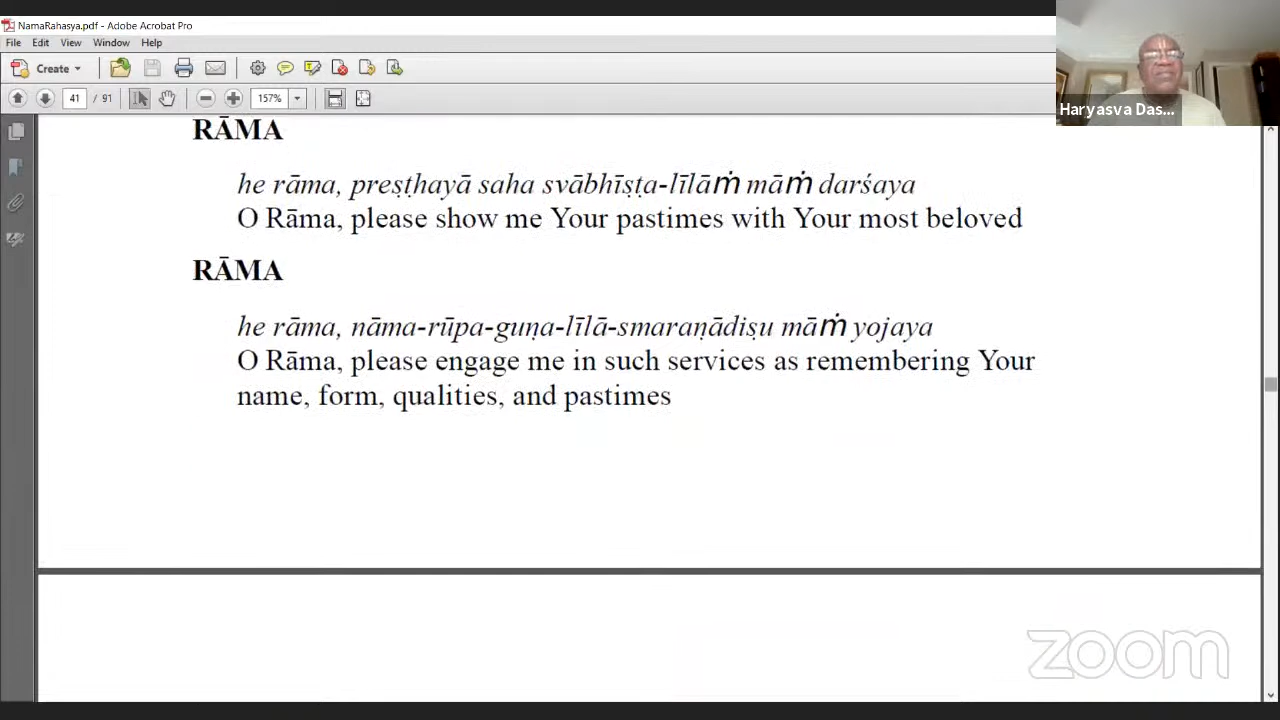 NamaRahasya.pdf - Adobe Acrobat Pro
File Edit View Window Help
Create
41 / 91 157%
Haryasva Das...
RĀMA
he rāma, preṣṭhayā saha svābhīṣṭa-līlāṁ māṁ darśaya
O Rāma, please show me Your pastimes with Your most beloved
RĀMA
he rāma, nāma-rūpa-guṇa-līlā-smaraṇādiṣu māṁ yojaya
O Rāma, please engage me in such services as remembering Your
name, form, qualities, and pastimes
zoom